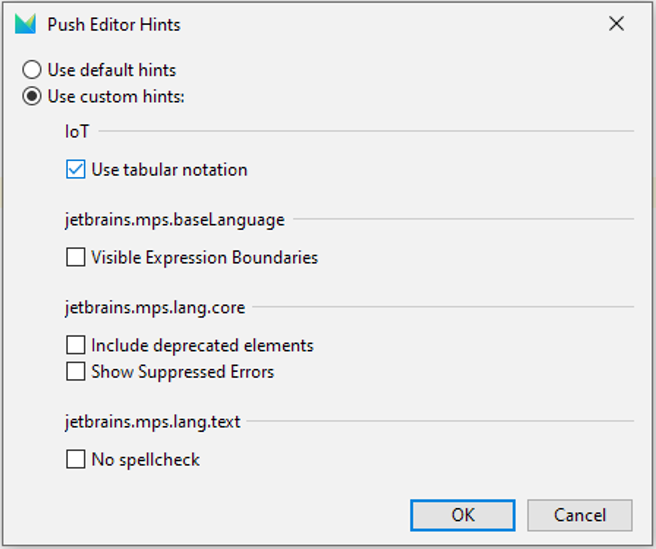 Push Editor Hints
Use default hints
Use custom hints:
IoT
Use tabular notation
jetbrains.mps.baseLanguage
Visible Expression Boundaries
jetbrains.mps.lang.core
Include deprecated elements
Show Suppressed Errors
jetbrains.mps.lang.text
No spellcheck
OK Cancel